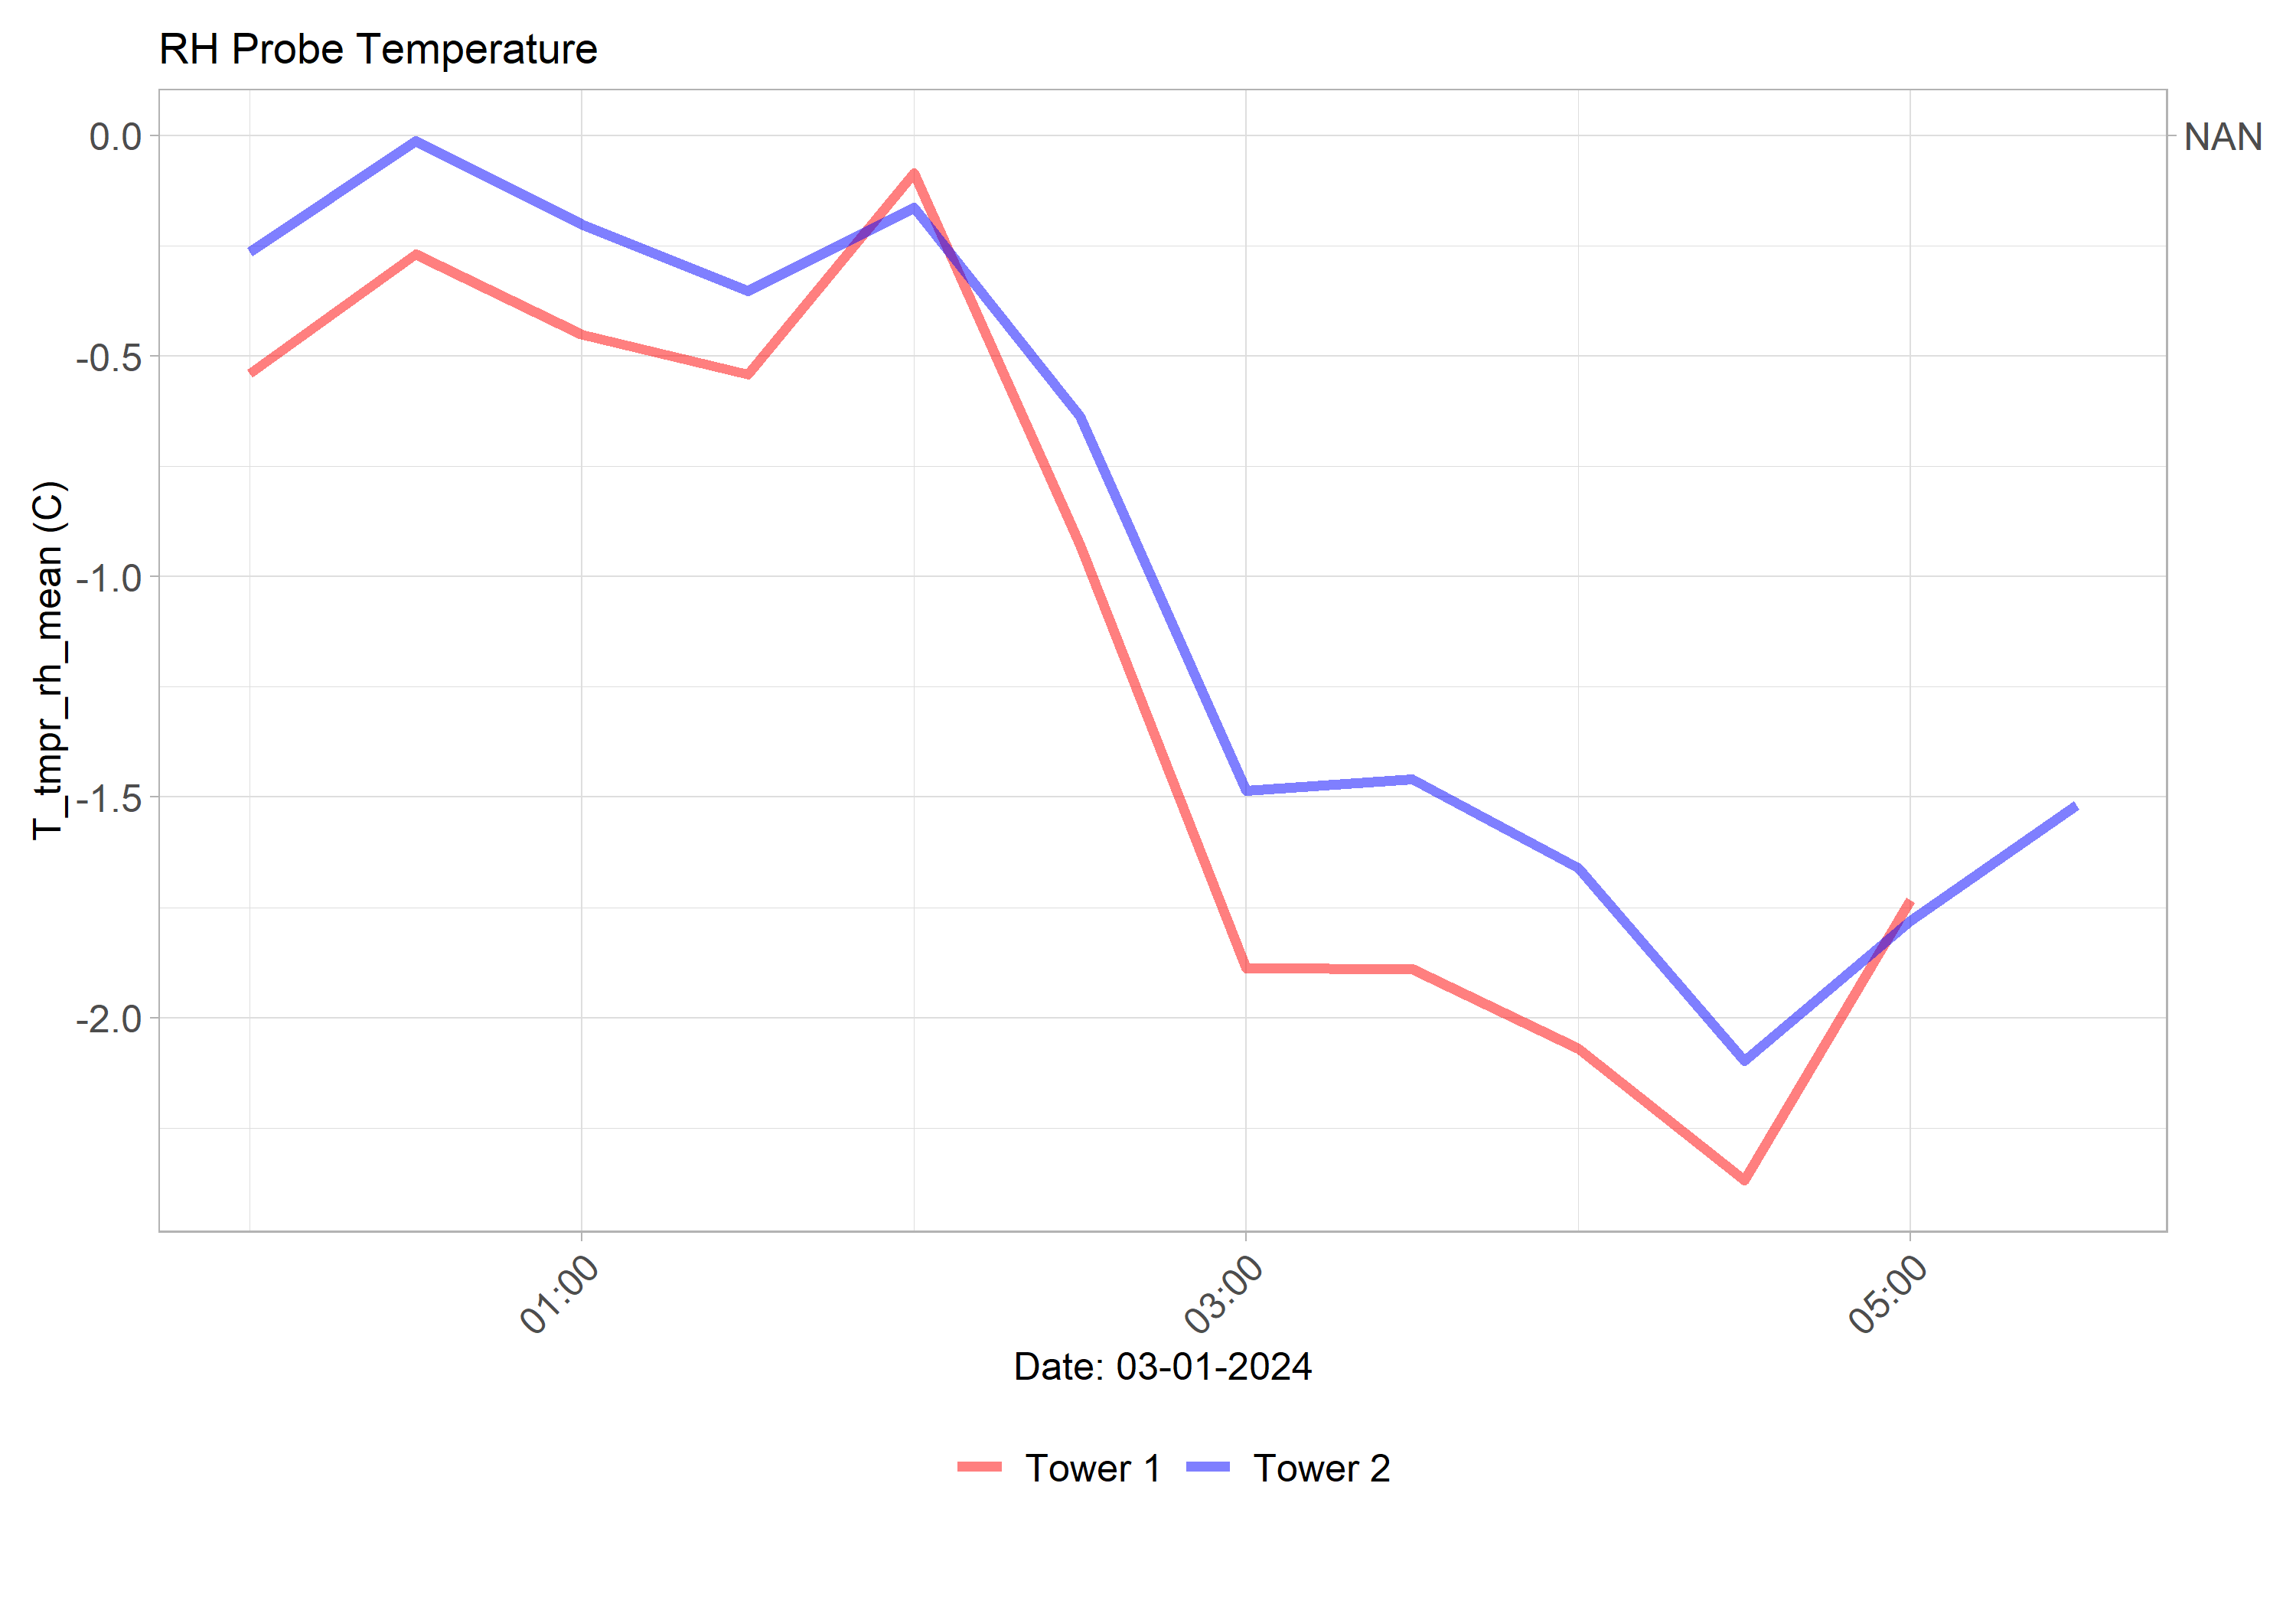 RH Probe Temperature
0.0
-0.5
-1.0
-1.5
-2.0
NAN
T_tmpr_rh_mean (C)
01:00
03:00
05:00
Date: 03-01-2024
Tower 1
Tower 2